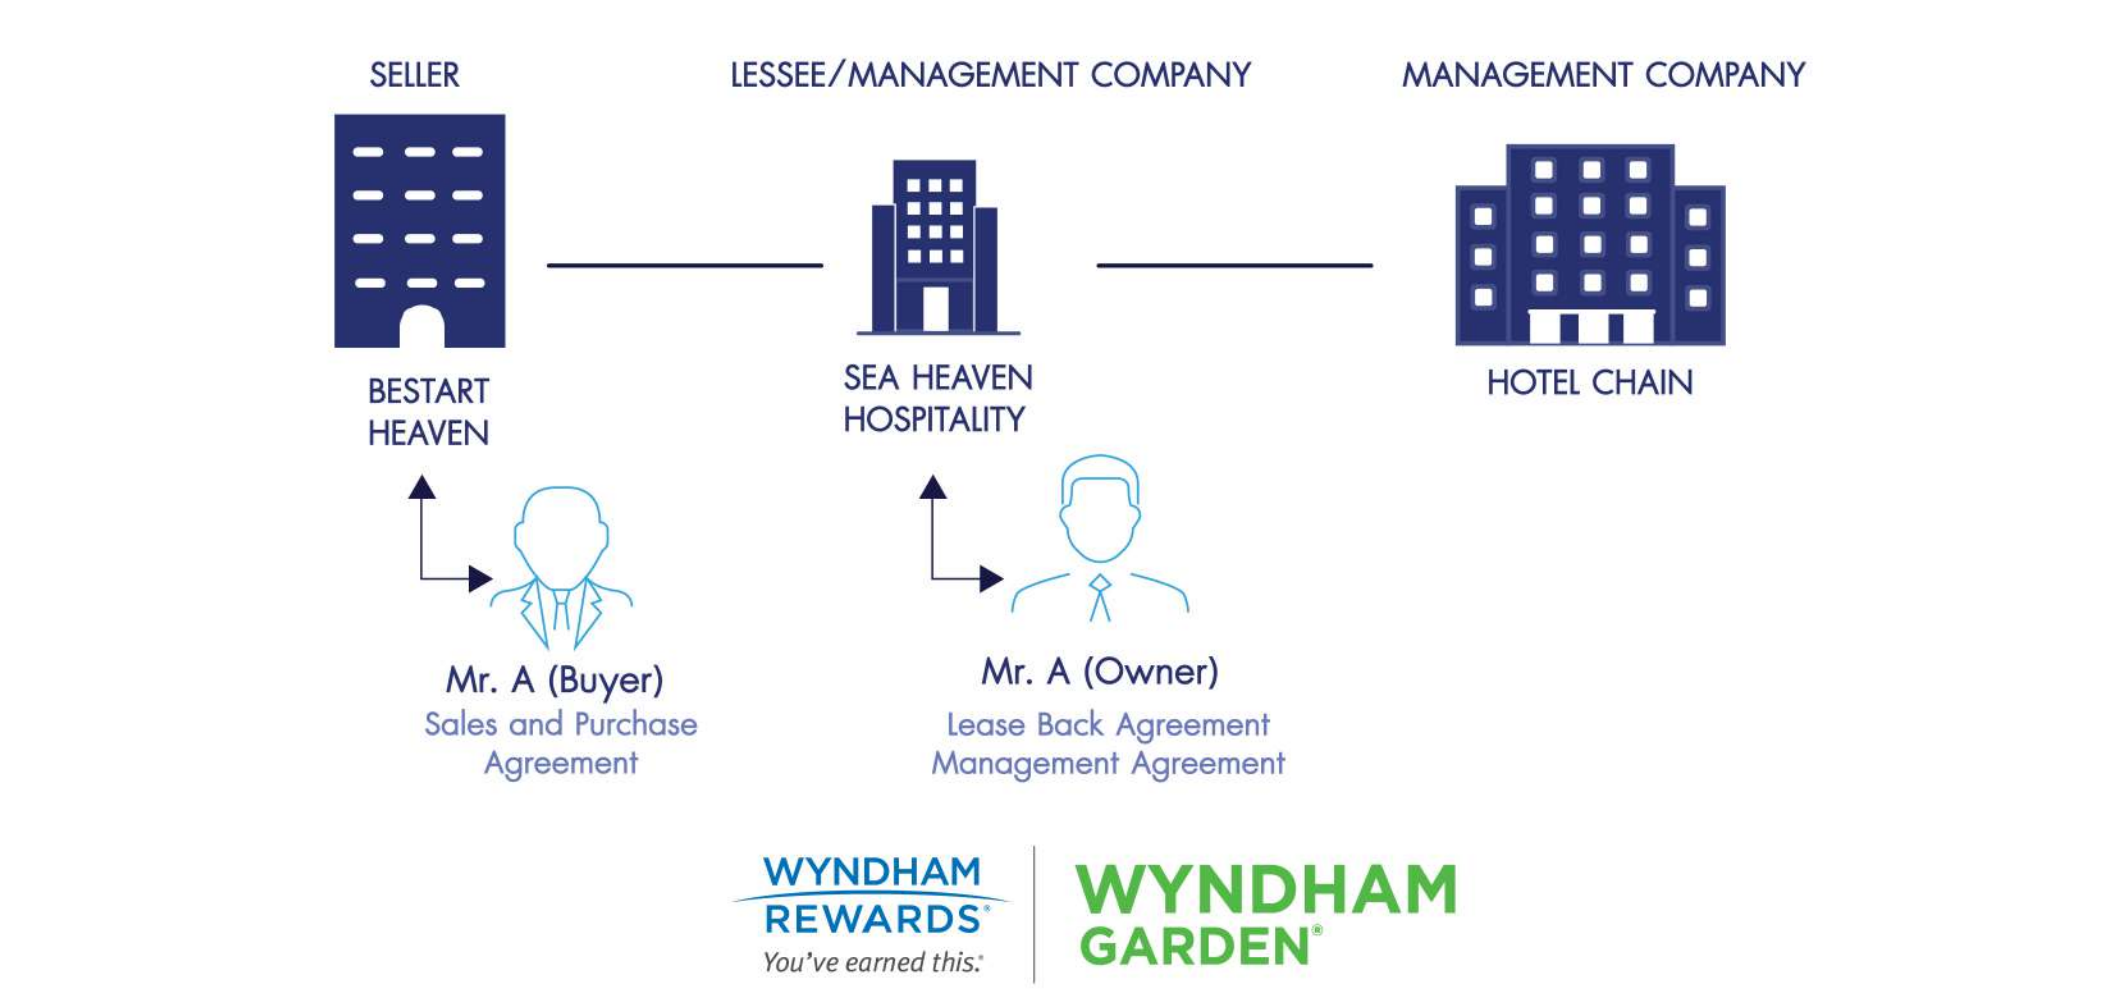 SELLER
LESSEE/MANAGEMENT COMPANY
MANAGEMENT COMPANY
BESTART
HEAVEN
SEA HEAVEN
HOSPITALITY
HOTEL CHAIN
Mr. A (Buyer)
Sales and Purchase
Agreement
Mr. A (Owner)
Lease Back Agreement
Management Agreement
WYNDHAM
REWARDS®
You've earned this.®
WYNDHAM
GARDEN®